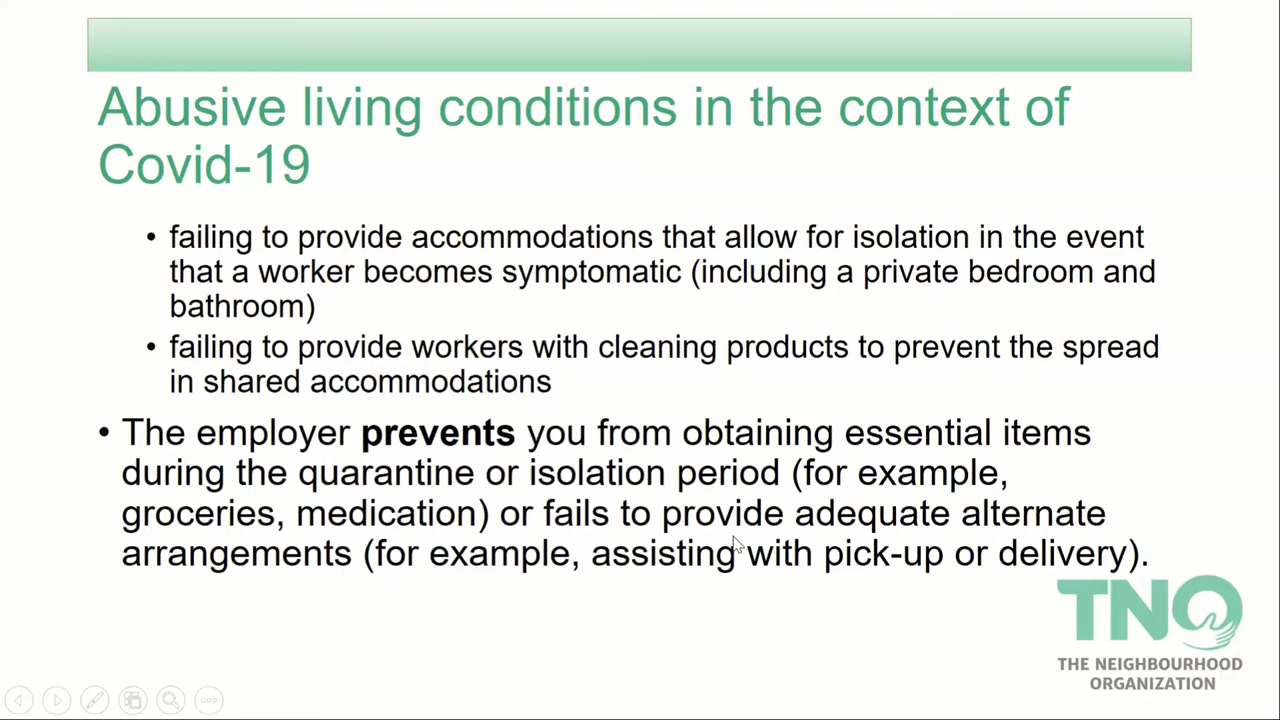 Abusive living conditions in the context of
Covid-19
• failing to provide accommodations that allow for isolation in the event
that a worker becomes symptomatic (including a private bedroom and
bathroom)
• failing to provide workers with cleaning products to prevent the spread
in shared accommodations
• The employer prevents you from obtaining essential items
during the quarantine or isolation period (for example,
groceries, medication) or fails to provide adequate alternate
arrangements (for example, assisting with pick-up or delivery).
TNO
THE NEIGHBOURHOOD
ORGANIZATION